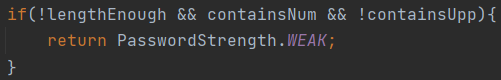 if(!lengthEnough && containsNum && !containsUpp){
    return PasswordStrength.WEAK;
}